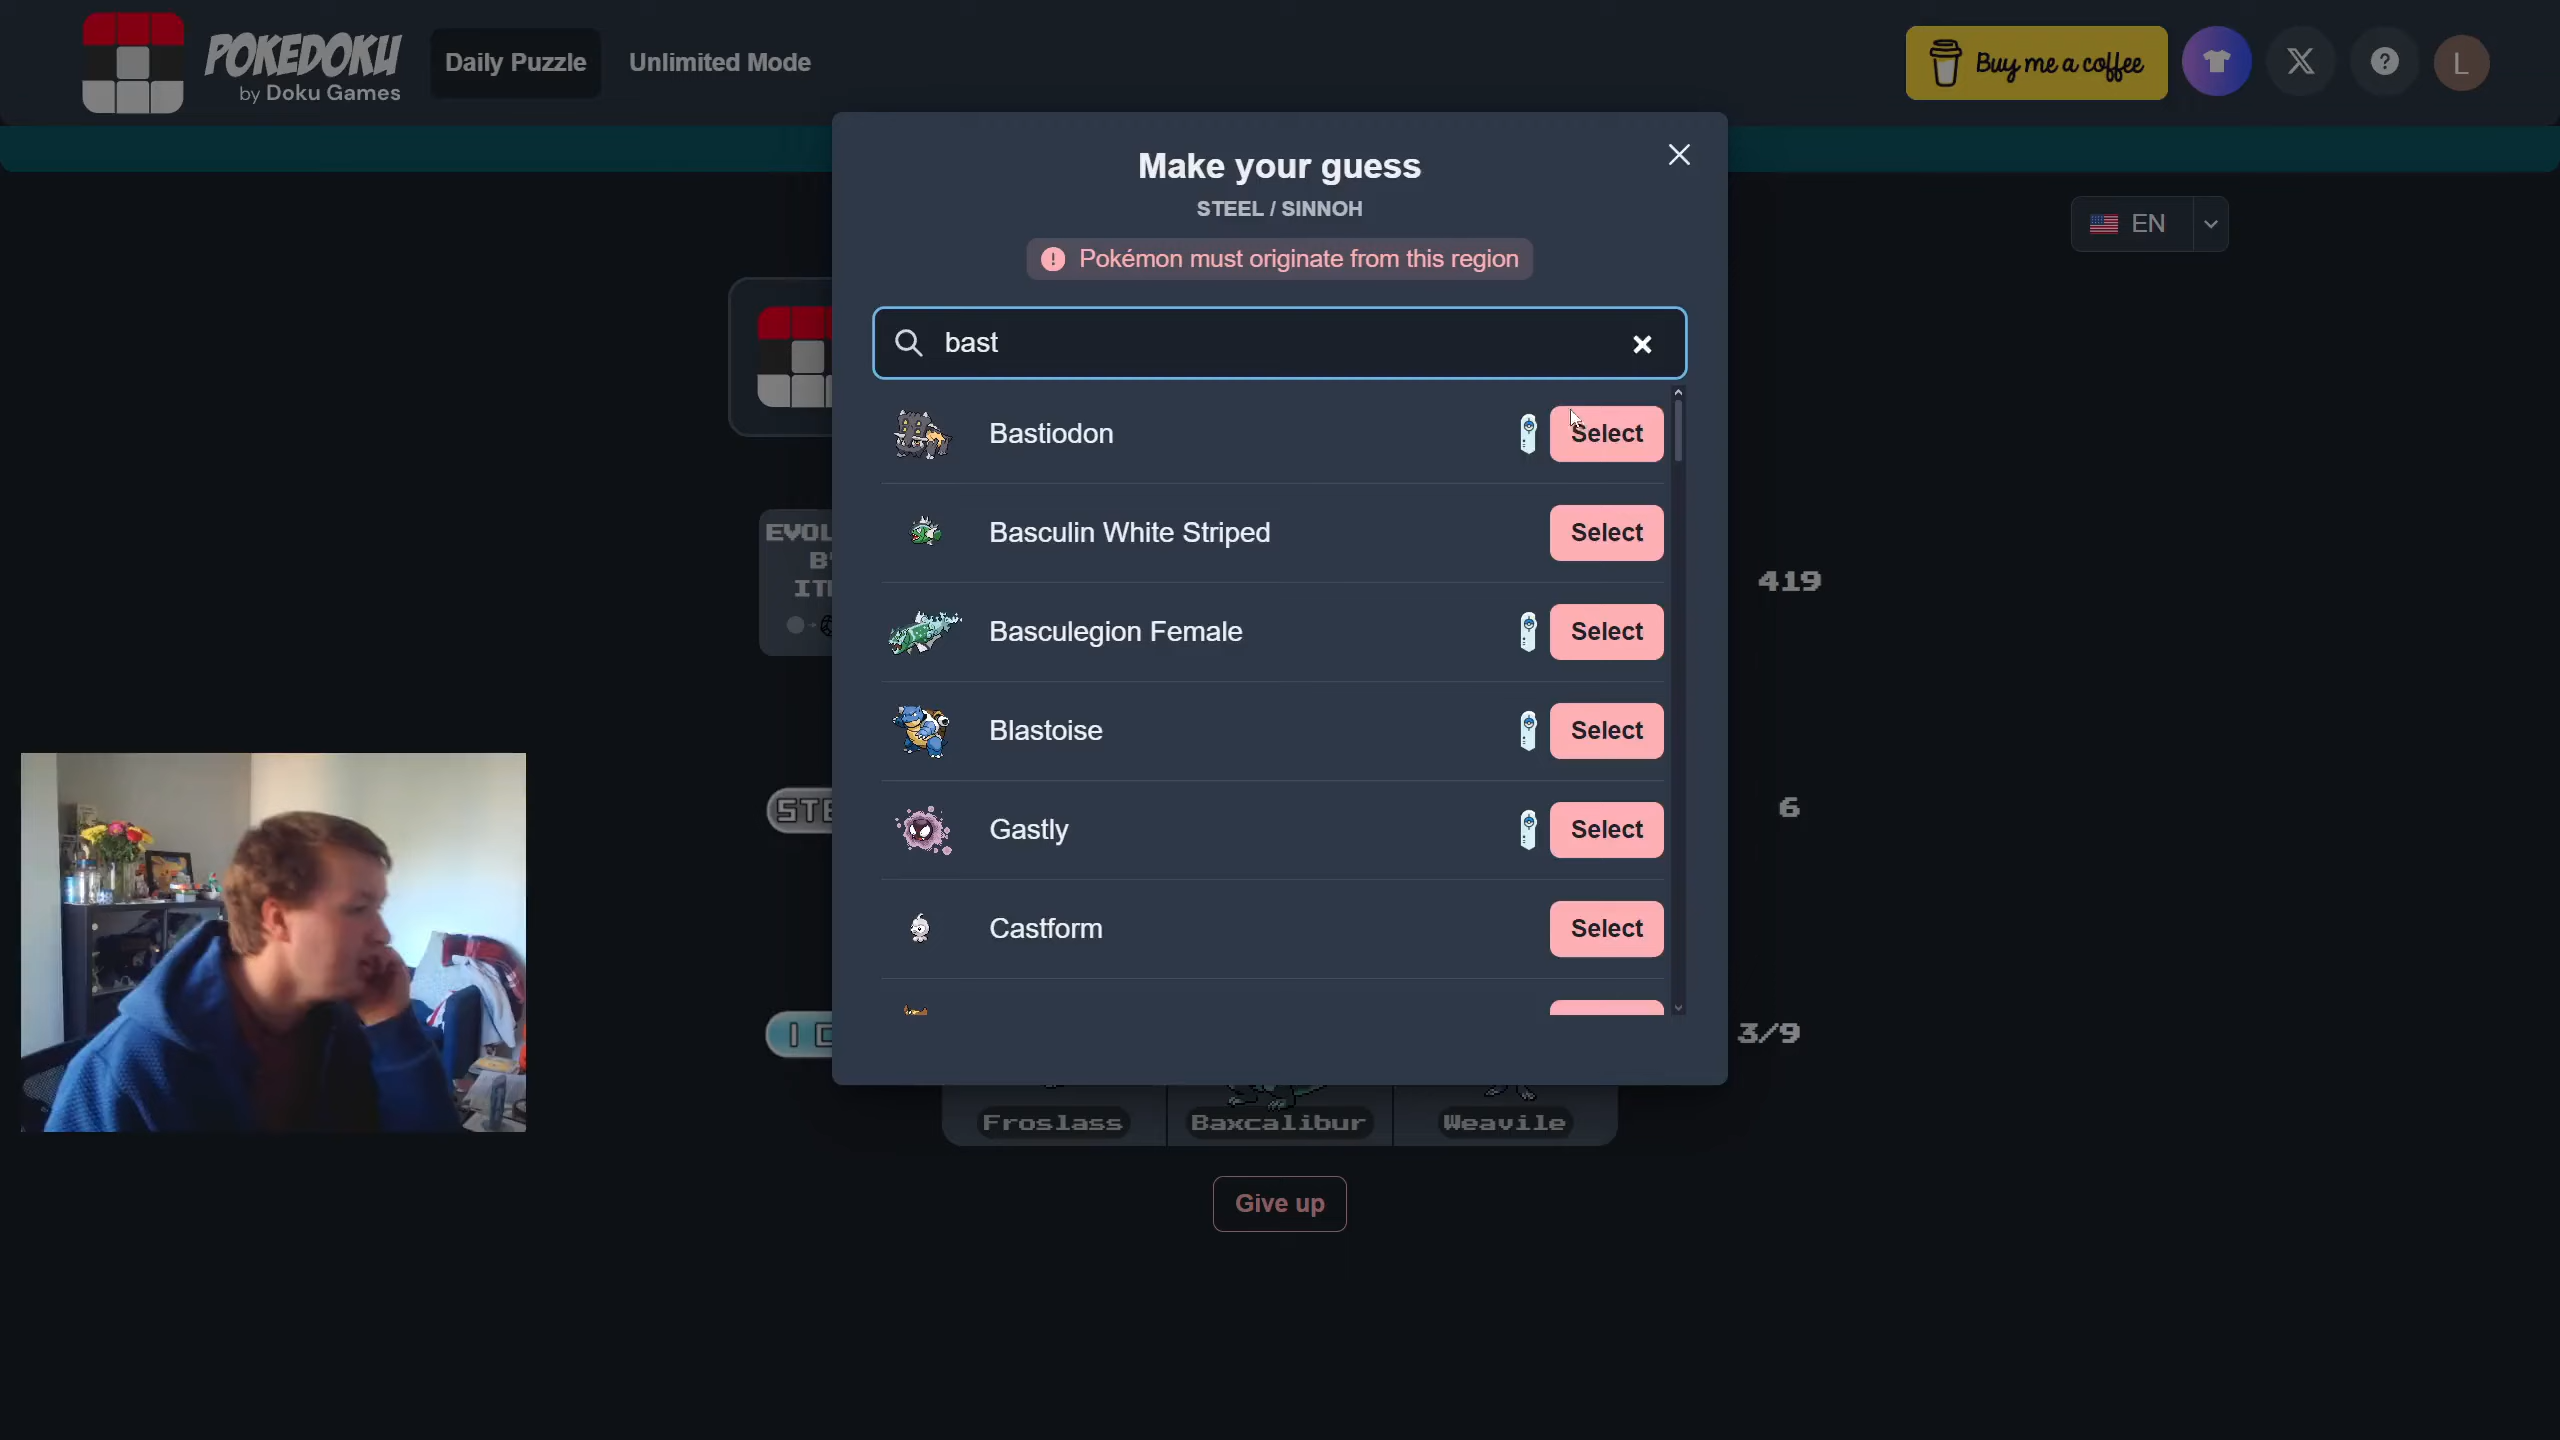 POKEDOKU
by Doku Games
Daily Puzzle
Unlimited Mode
Buy me a coffee
L
Make your guess
STEEL / SINNOH
Pokémon must originate from this region
EN
bast
Bastiodon
Select
Basculin White Striped
Select
Basculegion Female
Select
Blastoise
Select
Gastly
Select
Castform
Select
419
6
3/9
Froslass
Baxcalibur
Weavile
Give up